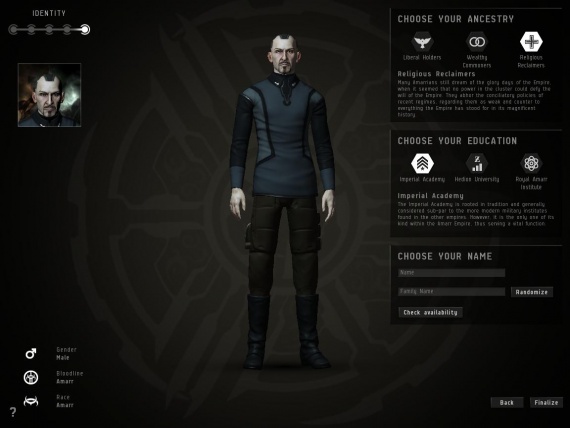 IDENTITY
CHOOSE YOUR ANCESTRY
Liberal Holders
Wealthy Commoners
Religious Reclaimers
Religious Reclaimers
Many Amarrians still dream of the glory days of the Empire,
when it seemed that no power in the cluster could defy the
will of the Empire. They abhor the conciliatory policies of
recent regimes, regarding them as weak and counter to
everything the Empire has stood for in its magnificent
history.
CHOOSE YOUR EDUCATION
Imperial Academy
Hedion University
Royal Amarr Institute
Imperial Academy
The Imperial Academy is rooted in tradition and generally
considered sub-par to the more modern military institutes
found in the other empires. However, it is the only one of its
kind within the Amarr Empire, thus serving a vital function.
CHOOSE YOUR NAME
Name
Family Name
Randomize
Check availability
Gender
Male
Bloodline
Amarr
Race
Amarr
?
Back
Finalize